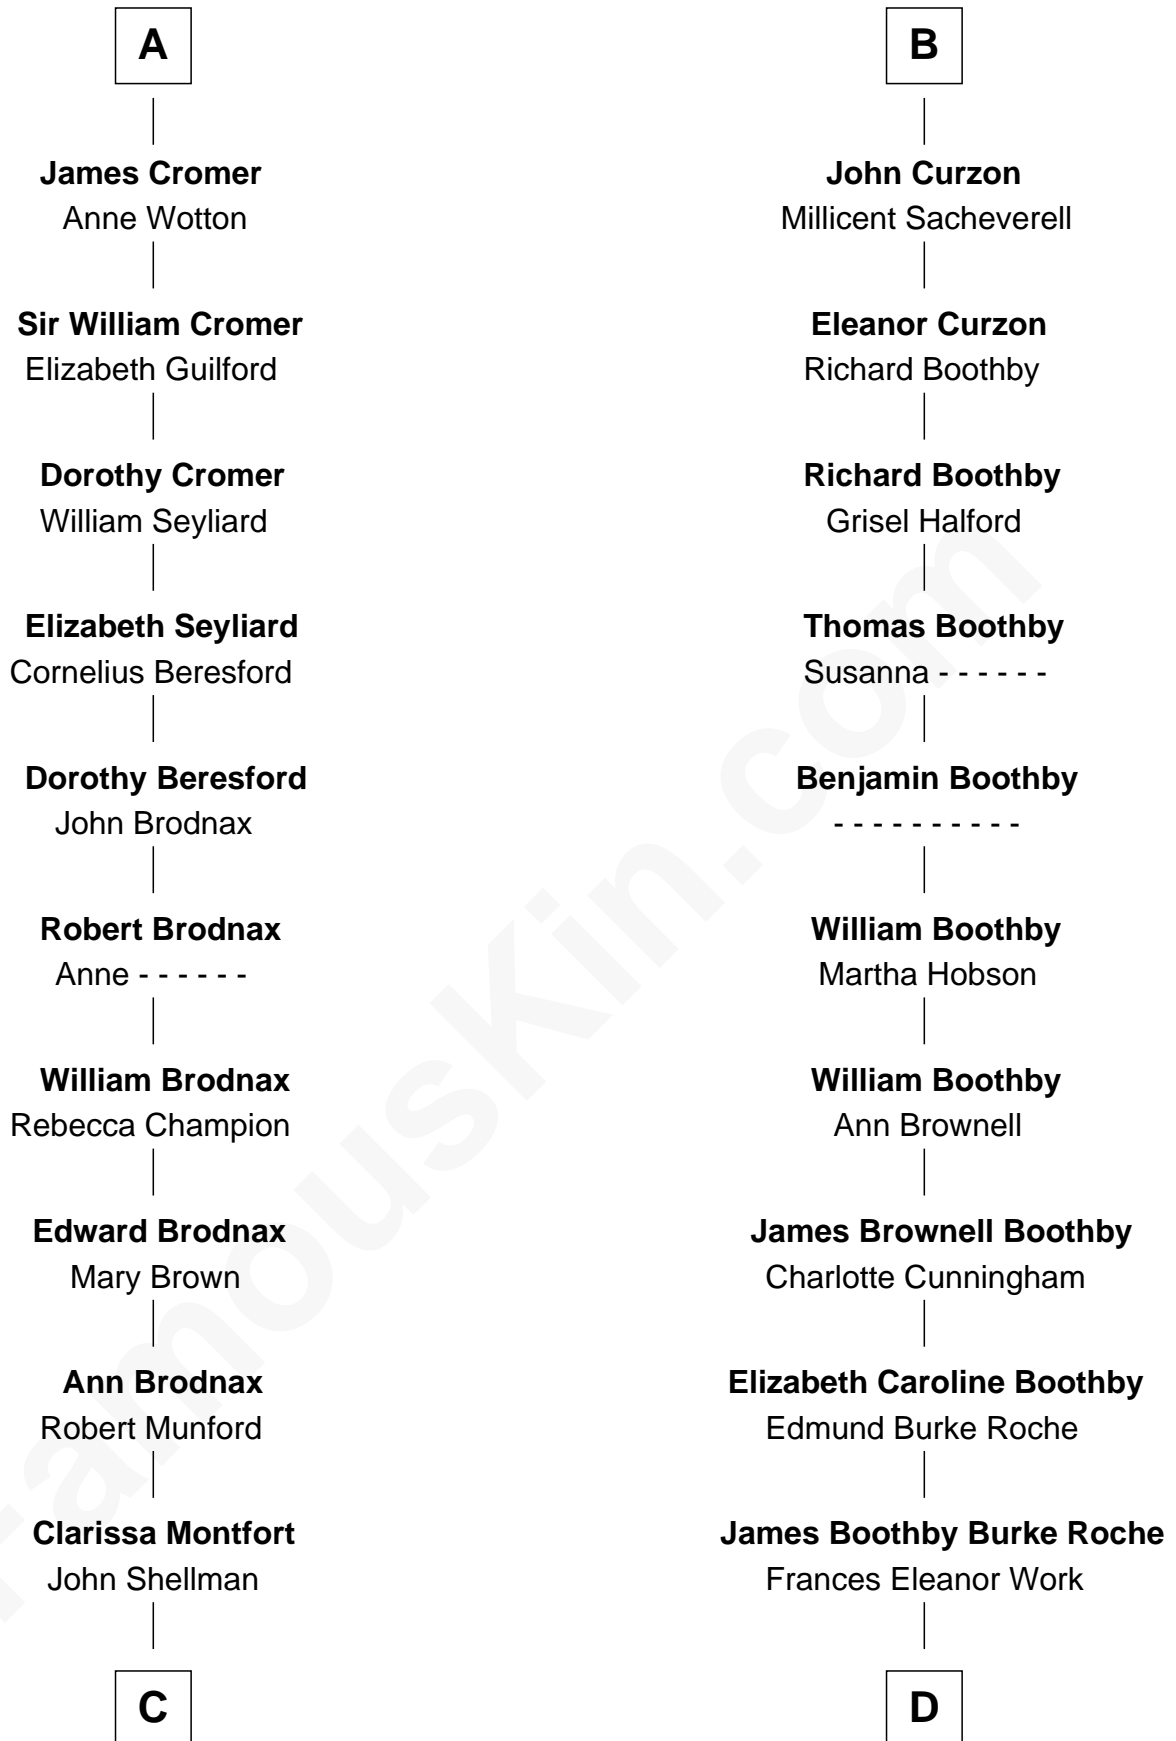 A
James Cromer
Anne Wotton
Sir William Cromer
Elizabeth Guilford
Dorothy Cromer
William Seyliard
Elizabeth Seyliard
Cornelius Beresford
Dorothy Beresford
John Brodnax
Robert Brodnax
Anne - - - - - -
William Brodnax
Rebecca Champion
Edward Brodnax
Mary Brown
Ann Brodnax
Robert Munford
Clarissa Montfort
John Shellman
C
B
John Curzon
Millicent Sacheverell
Eleanor Curzon
Richard Boothby
Richard Boothby
Grisel Halford
Thomas Boothby
Susanna - - - - - -
Benjamin Boothby
- - - - - - - - - -
William Boothby
Martha Hobson
William Boothby
Ann Brownell
James Brownell Boothby
Charlotte Cunningham
Elizabeth Caroline Boothby
Edmund Burke Roche
James Boothby Burke Roche
Frances Eleanor Work
D
FamousKin.com